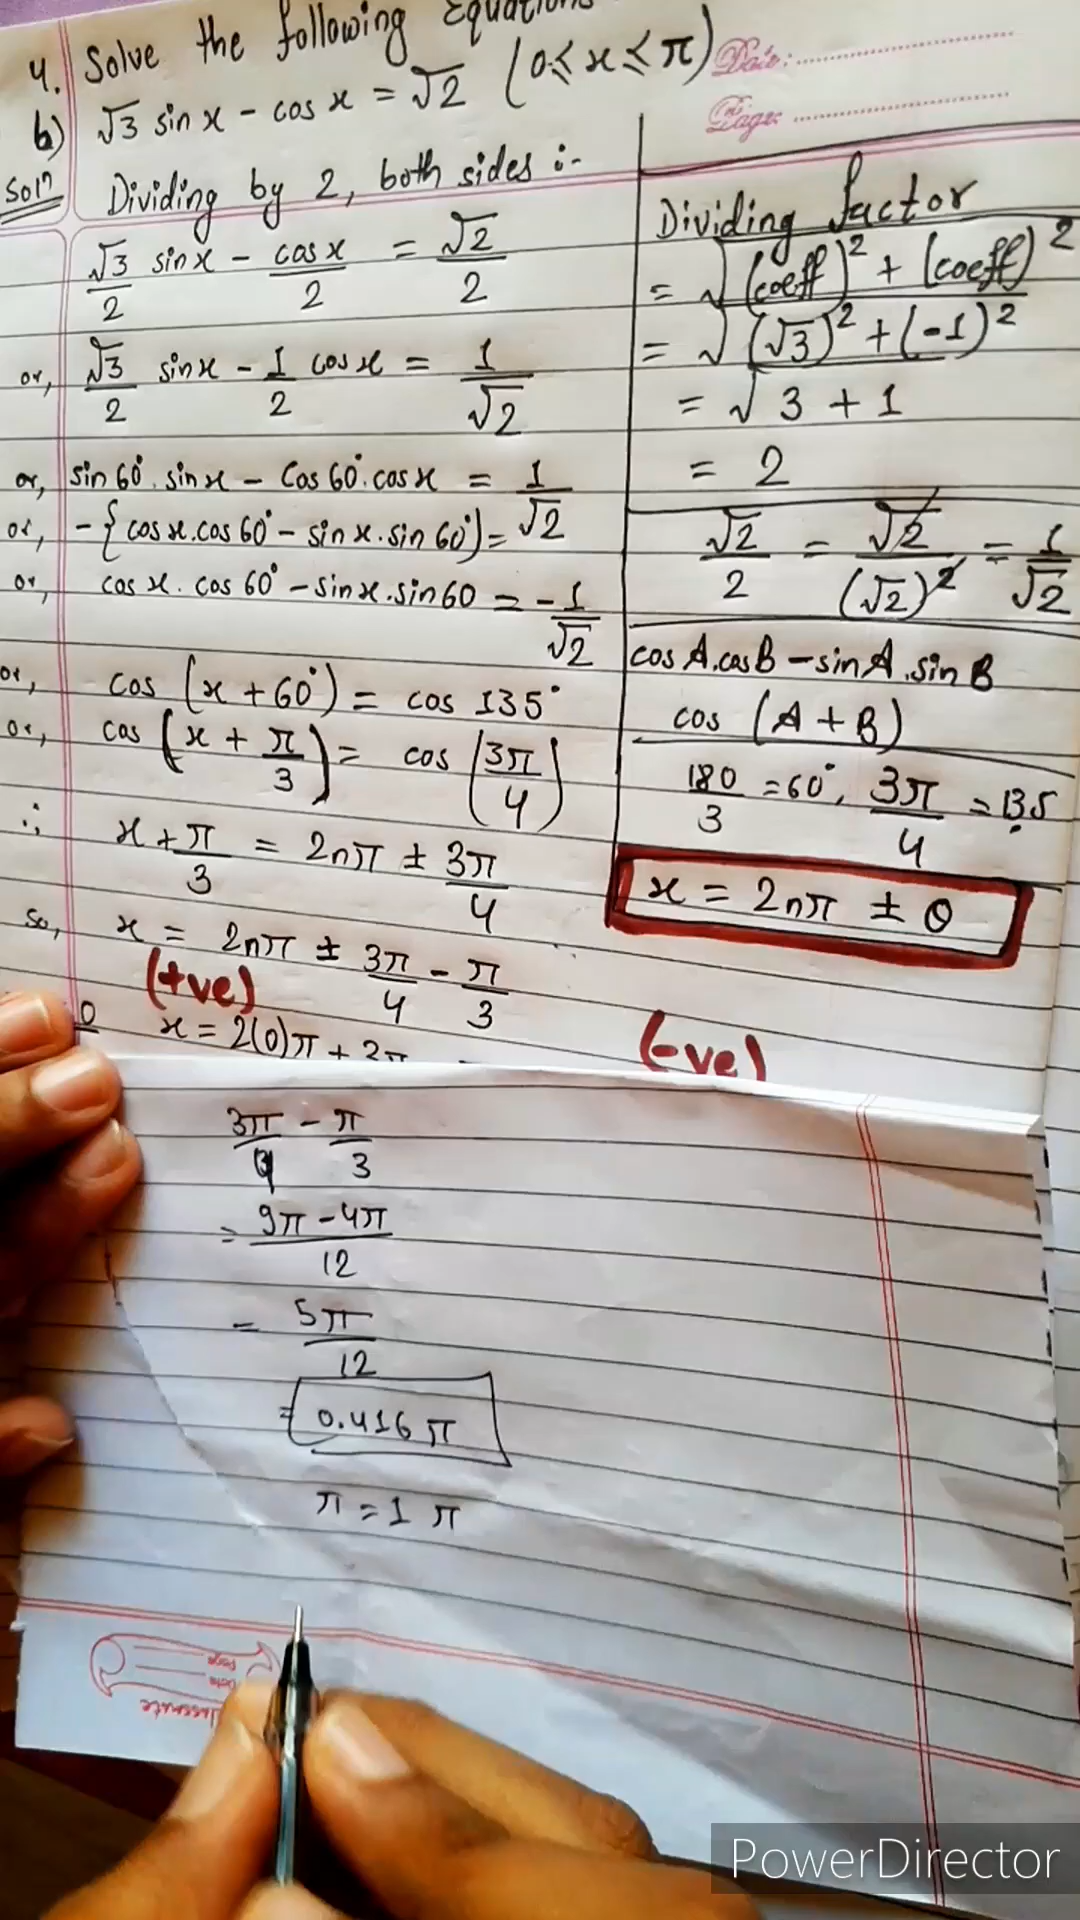 4. Solve the following Equations
b) √3 sin x - cos x = √2 (0 ≤ x ≤ π)
Date:
Page:
Soln Dividing by 2, both sides :-
√3/2 sin x - cos x/2 = √2/2
or, √3/2 sin x - 1/2 cos x = 1/√2
or, sin 60°. sin x - Cos 60°. cos x = 1/√2
or, -{cos x. cos 60° - sin x. sin 60°} = 1/√2
or, cos x. cos 60° - sin x. sin 60 = -1/√2
or, cos (x + 60°) = cos 135°
or, cos (x + π/3) = cos (3π/4)
∴ x + π/3 = 2nπ ± 3π/4
so, x = 2nπ ± 3π/4 - π/3
(+ve)
x = 2(0)π +
(-ve)
Dividing factor
= √(coeff)² + (coeff)²
= √(√3)² + (-1)²
= √3 + 1
= 2
√2/2 = √2/(√2)² = 1/√2
cos A. cos B - sin A. sin B
cos (A + B)
180/3 = 60°, 3π/4 = 135
x = 2nπ ± θ
3π/4 - π/3
= 9π - 4π/12
= 5π/12
= 0.416 π
π = 1 π
Page
Date
PowerDirector